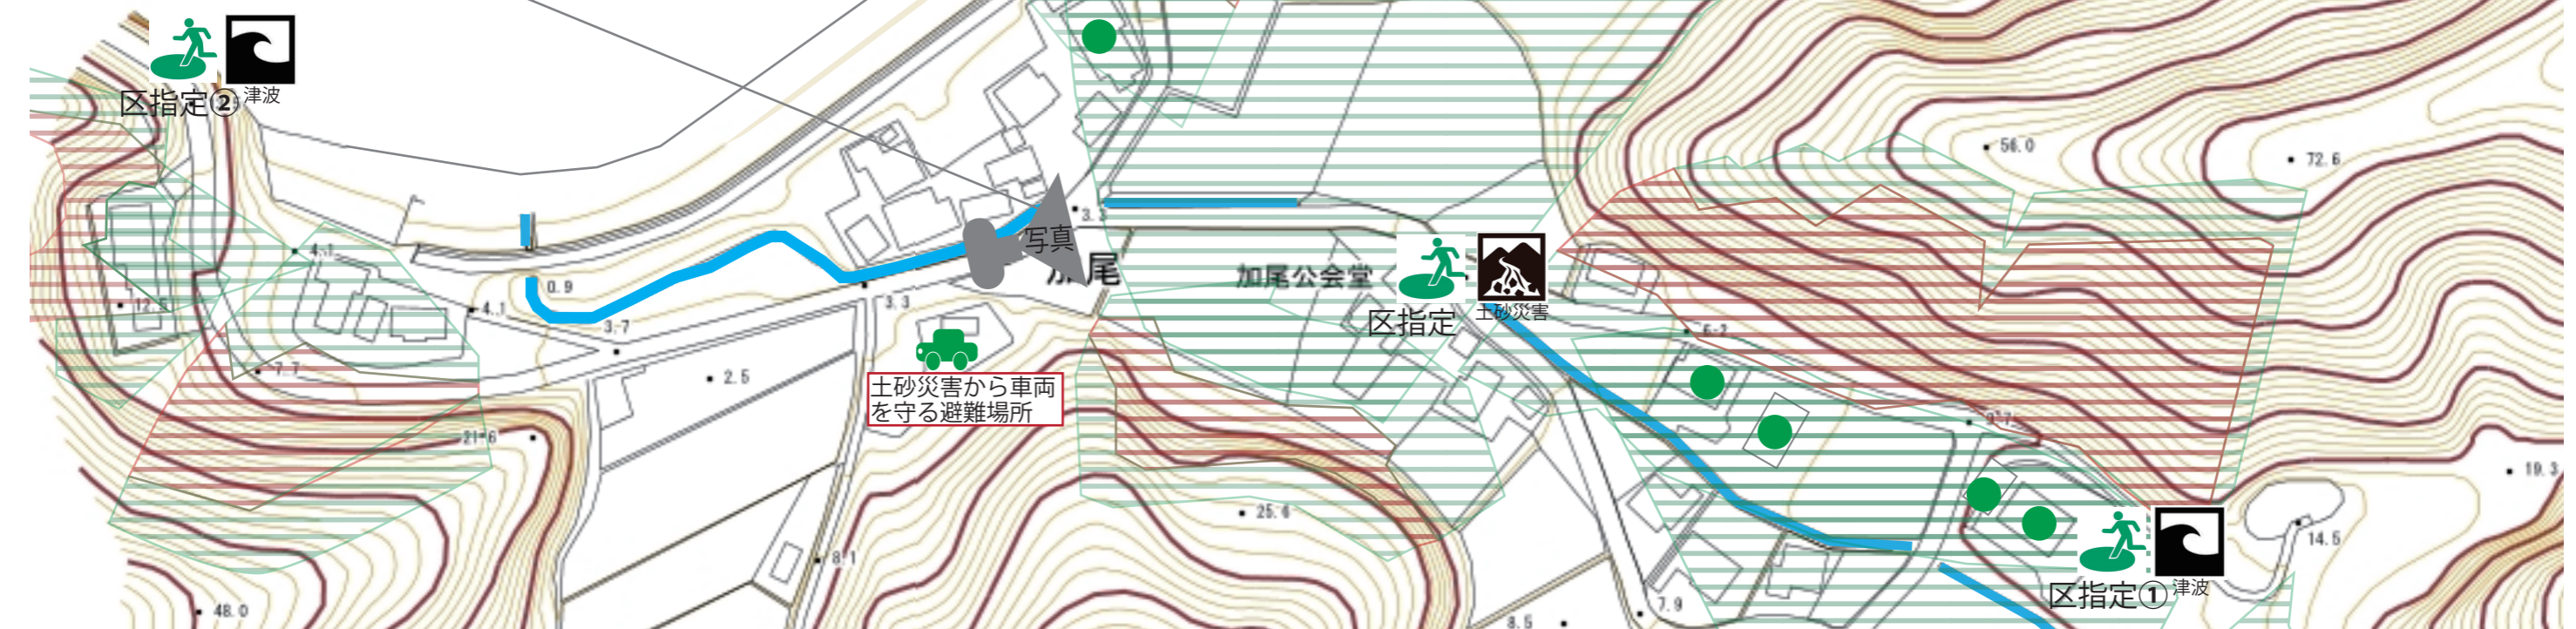 区指定②
津波
56.0
72.6
3.3
写真
加尾
4.1
加尾公会堂
0.9
12.5
4.1
3.3
区指定
土砂災害
3.7
6.2
7.7
2.5
土砂災害から車両
を守る避難場所
21.6
19.3
25.6
14.5
8.1
区指定①
津波
48.0
7.9
8.5